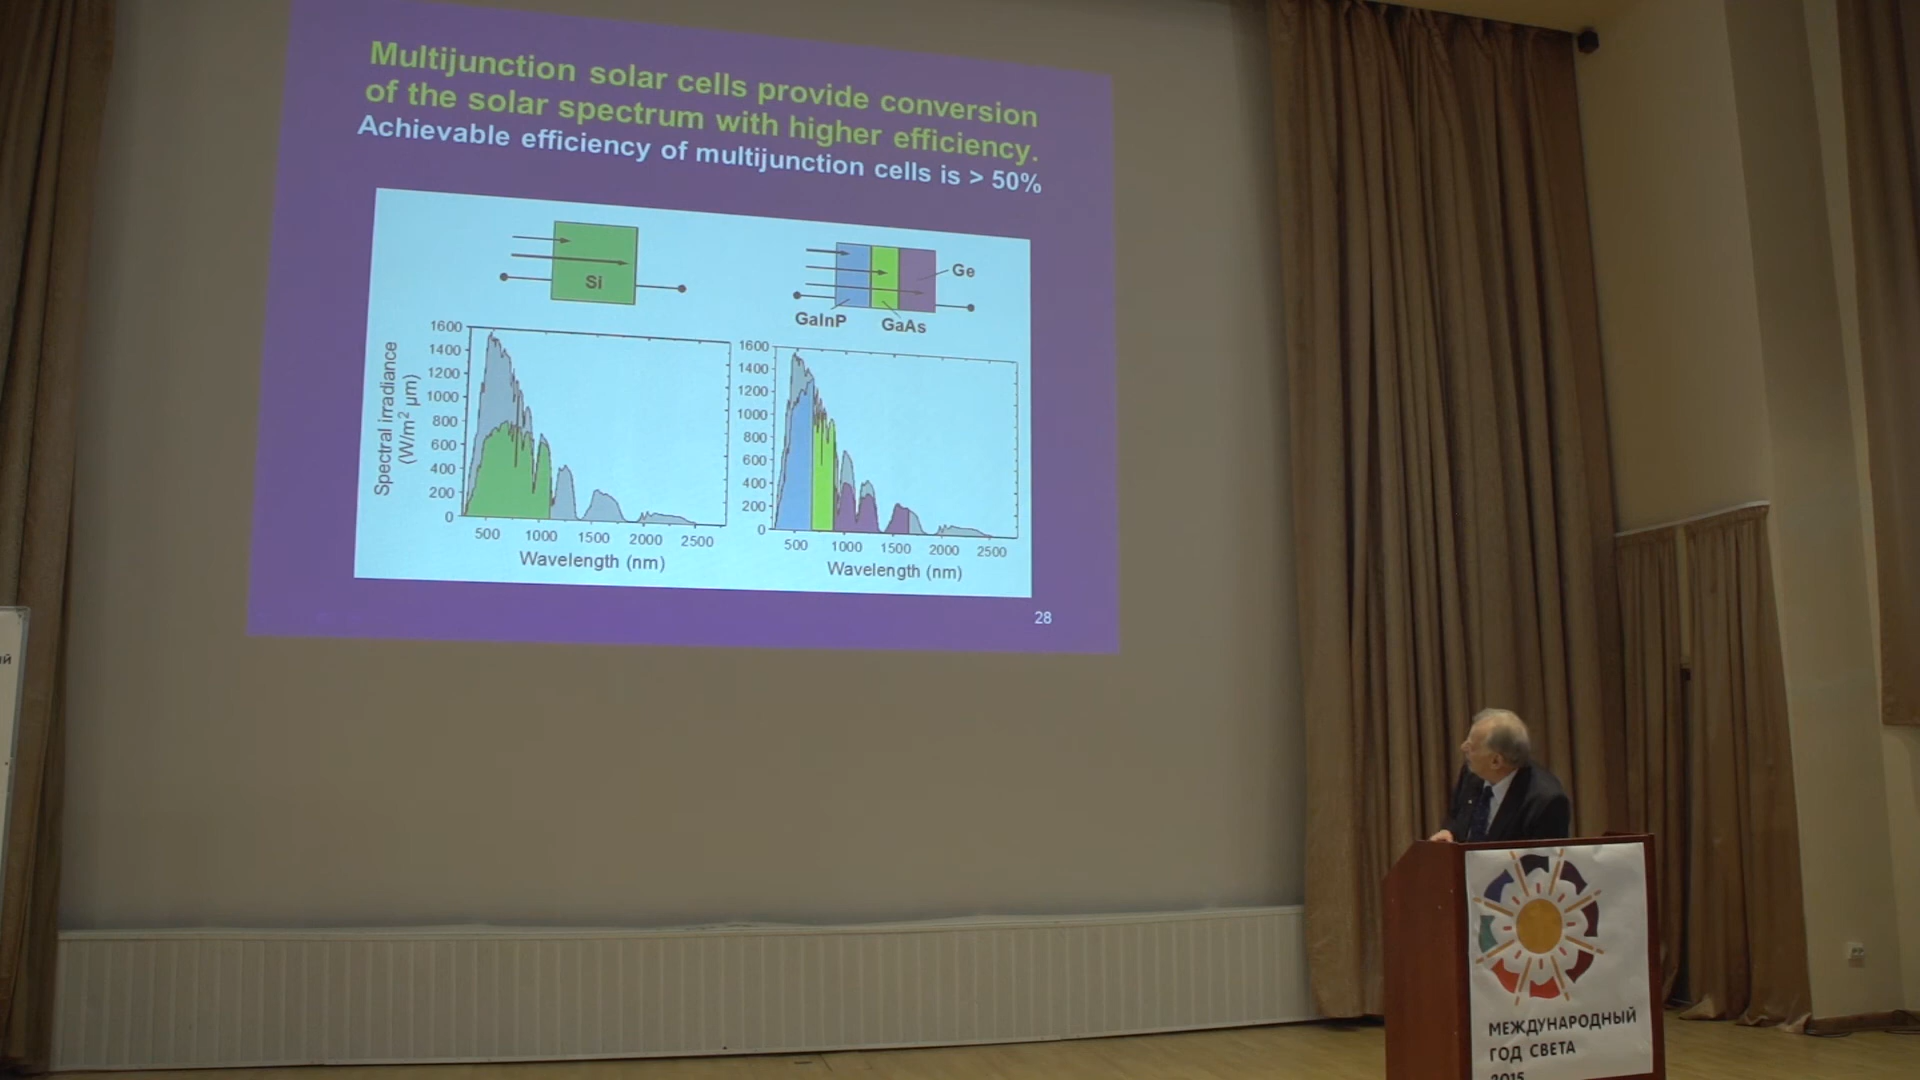 Multijunction solar cells provide conversion
of the solar spectrum with higher efficiency.
Achievable efficiency of multijunction cells is > 50%
Si
Ge
GaInP
GaAs
Spectral irradiance
(W/m² µm)
1600
1400
1200
1000
800
600
400
200
0
500 1000 1500 2000 2500
Wavelength (nm)
1600
1400
1200
1000
800
600
400
200
0
500 1000 1500 2000 2500
Wavelength (nm)
28
ий
МЕЖДУНАРОДНЫЙ
ГОД СВЕТА
2015